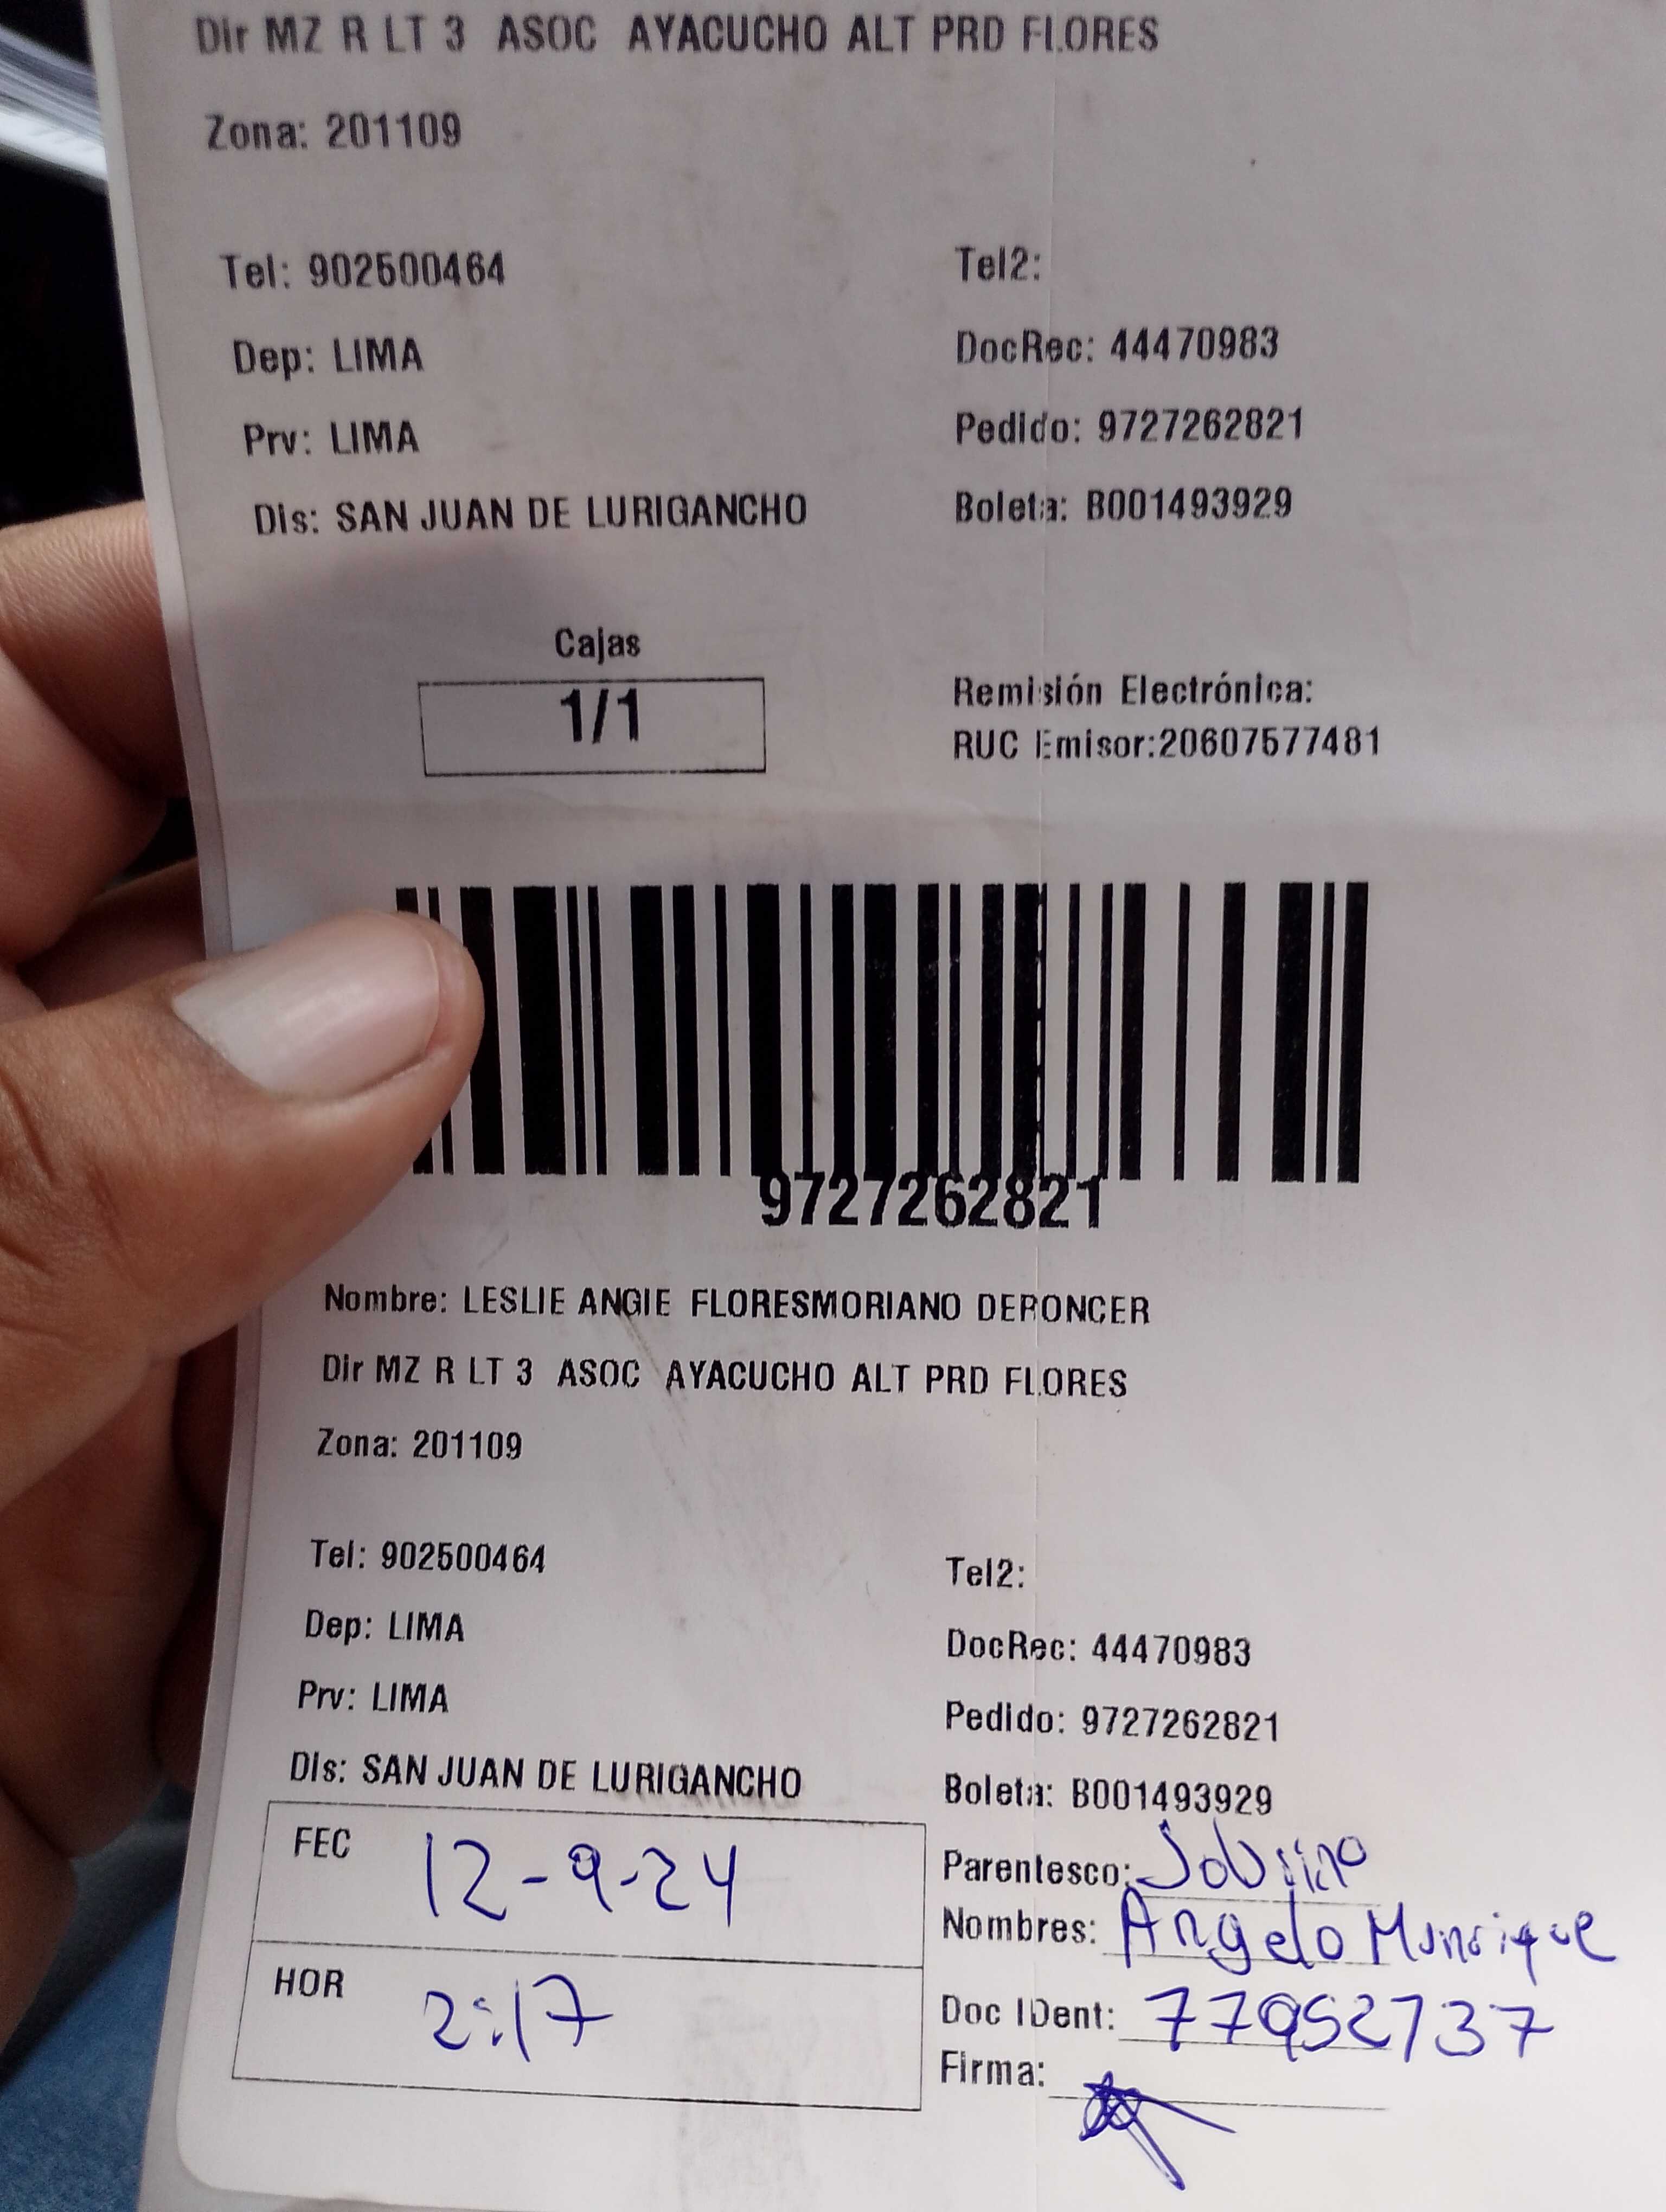 Dir MZ R LT 3 ASOC AYACUCHO ALT PRD FLORES
Zona: 201109
Tel: 902500464
Tel2:
Dep: LIMA
DocRec: 44470983
Prv: LIMA
Pedido: 9727262821
Dis: SAN JUAN DE LURIGANCHO
Boleta: B001493929
Cajas
1/1
Remisión Electrónica:
RUC Emisor:20607577481
9727262821
Nombre: LESLIE ANGIE FLORESMORIANO DERONCER
Dir MZ R LT 3 ASOC AYACUCHO ALT PRD FLORES
Zona: 201109
Tel: 902500464
Tel2:
Dep: LIMA
DocRec: 44470983
Prv: LIMA
Pedido: 9727262821
Dis: SAN JUAN DE LURIGANCHO
Boleta: B001493929
FEC 12-9-24
Parentesco: Sobrino
Nombres: Angelo Manrique
HOR 2:17
Doc IDent: 77952737
Firma: